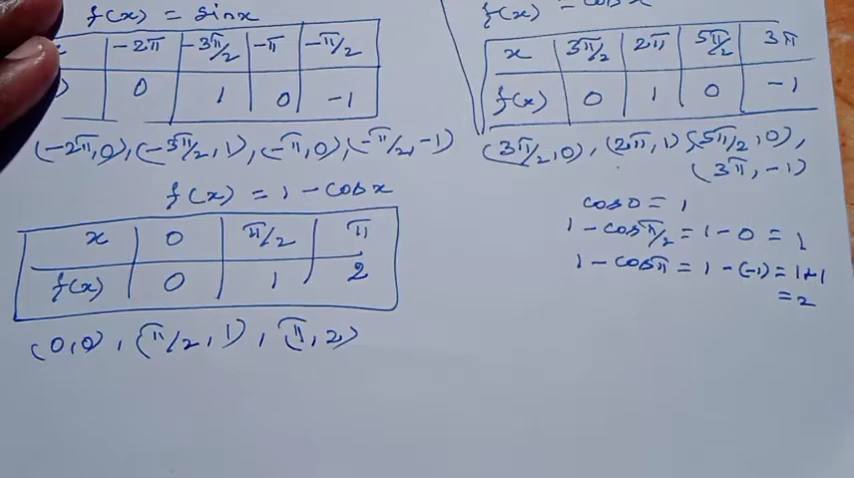 f(x) = sinx
-2π -3π/2 -π -π/2
0 1 0 -1
(-2π, 0), (-3π/2, 1), (-π, 0), (-π/2, -1)
f(x) = cosx
x 3π/2 2π 5π/2 3π
f(x) 0 1 0 -1
(3π/2, 0), (2π, 1) (5π/2, 0),
(3π, -1)
f(x) = 1 - cosx
x 0 π/2 π
f(x) 0 1 2
(0,0), (π/2, 1), (π, 2)
cos0 = 1
1 - cosπ/2 = 1 - 0 = 1
1 - cosπ = 1 - (-1) = 1+1
= 2